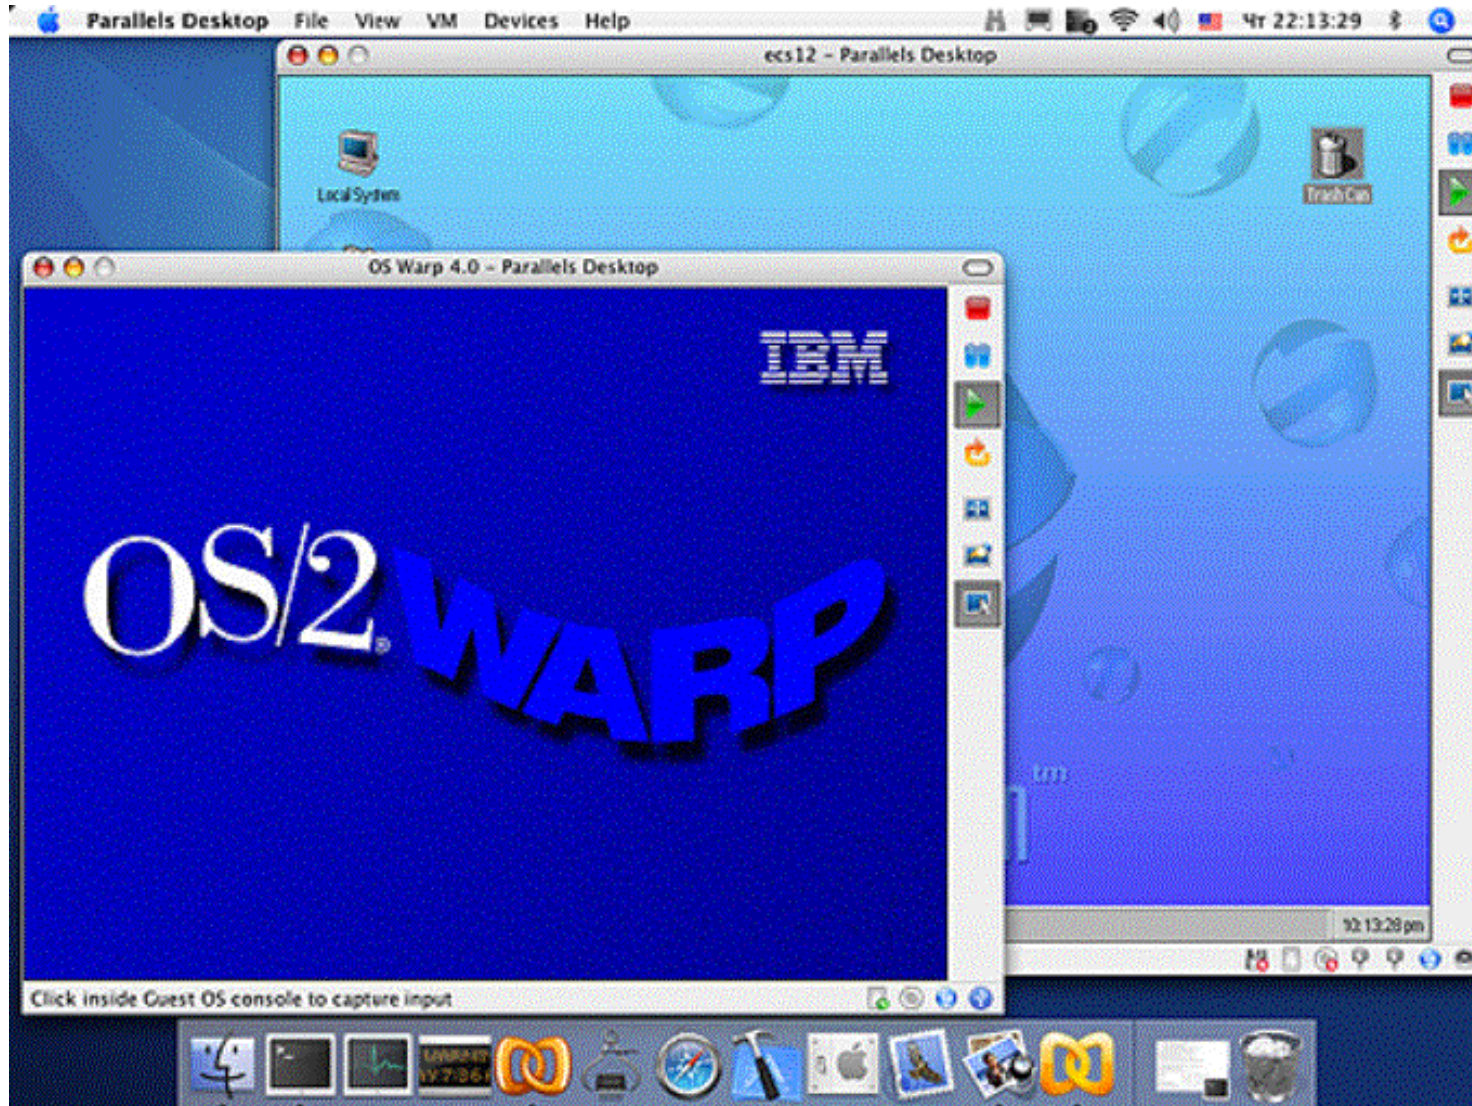 Parallels Desktop File View VM Devices Help Чт 22:13:29
ecs12 - Parallels Desktop
Local System
Trash Can
OS Warp 4.0 - Parallels Desktop
IBM
OS/2® WARP
tm
10:13:28 pm
Click inside Guest OS console to capture input